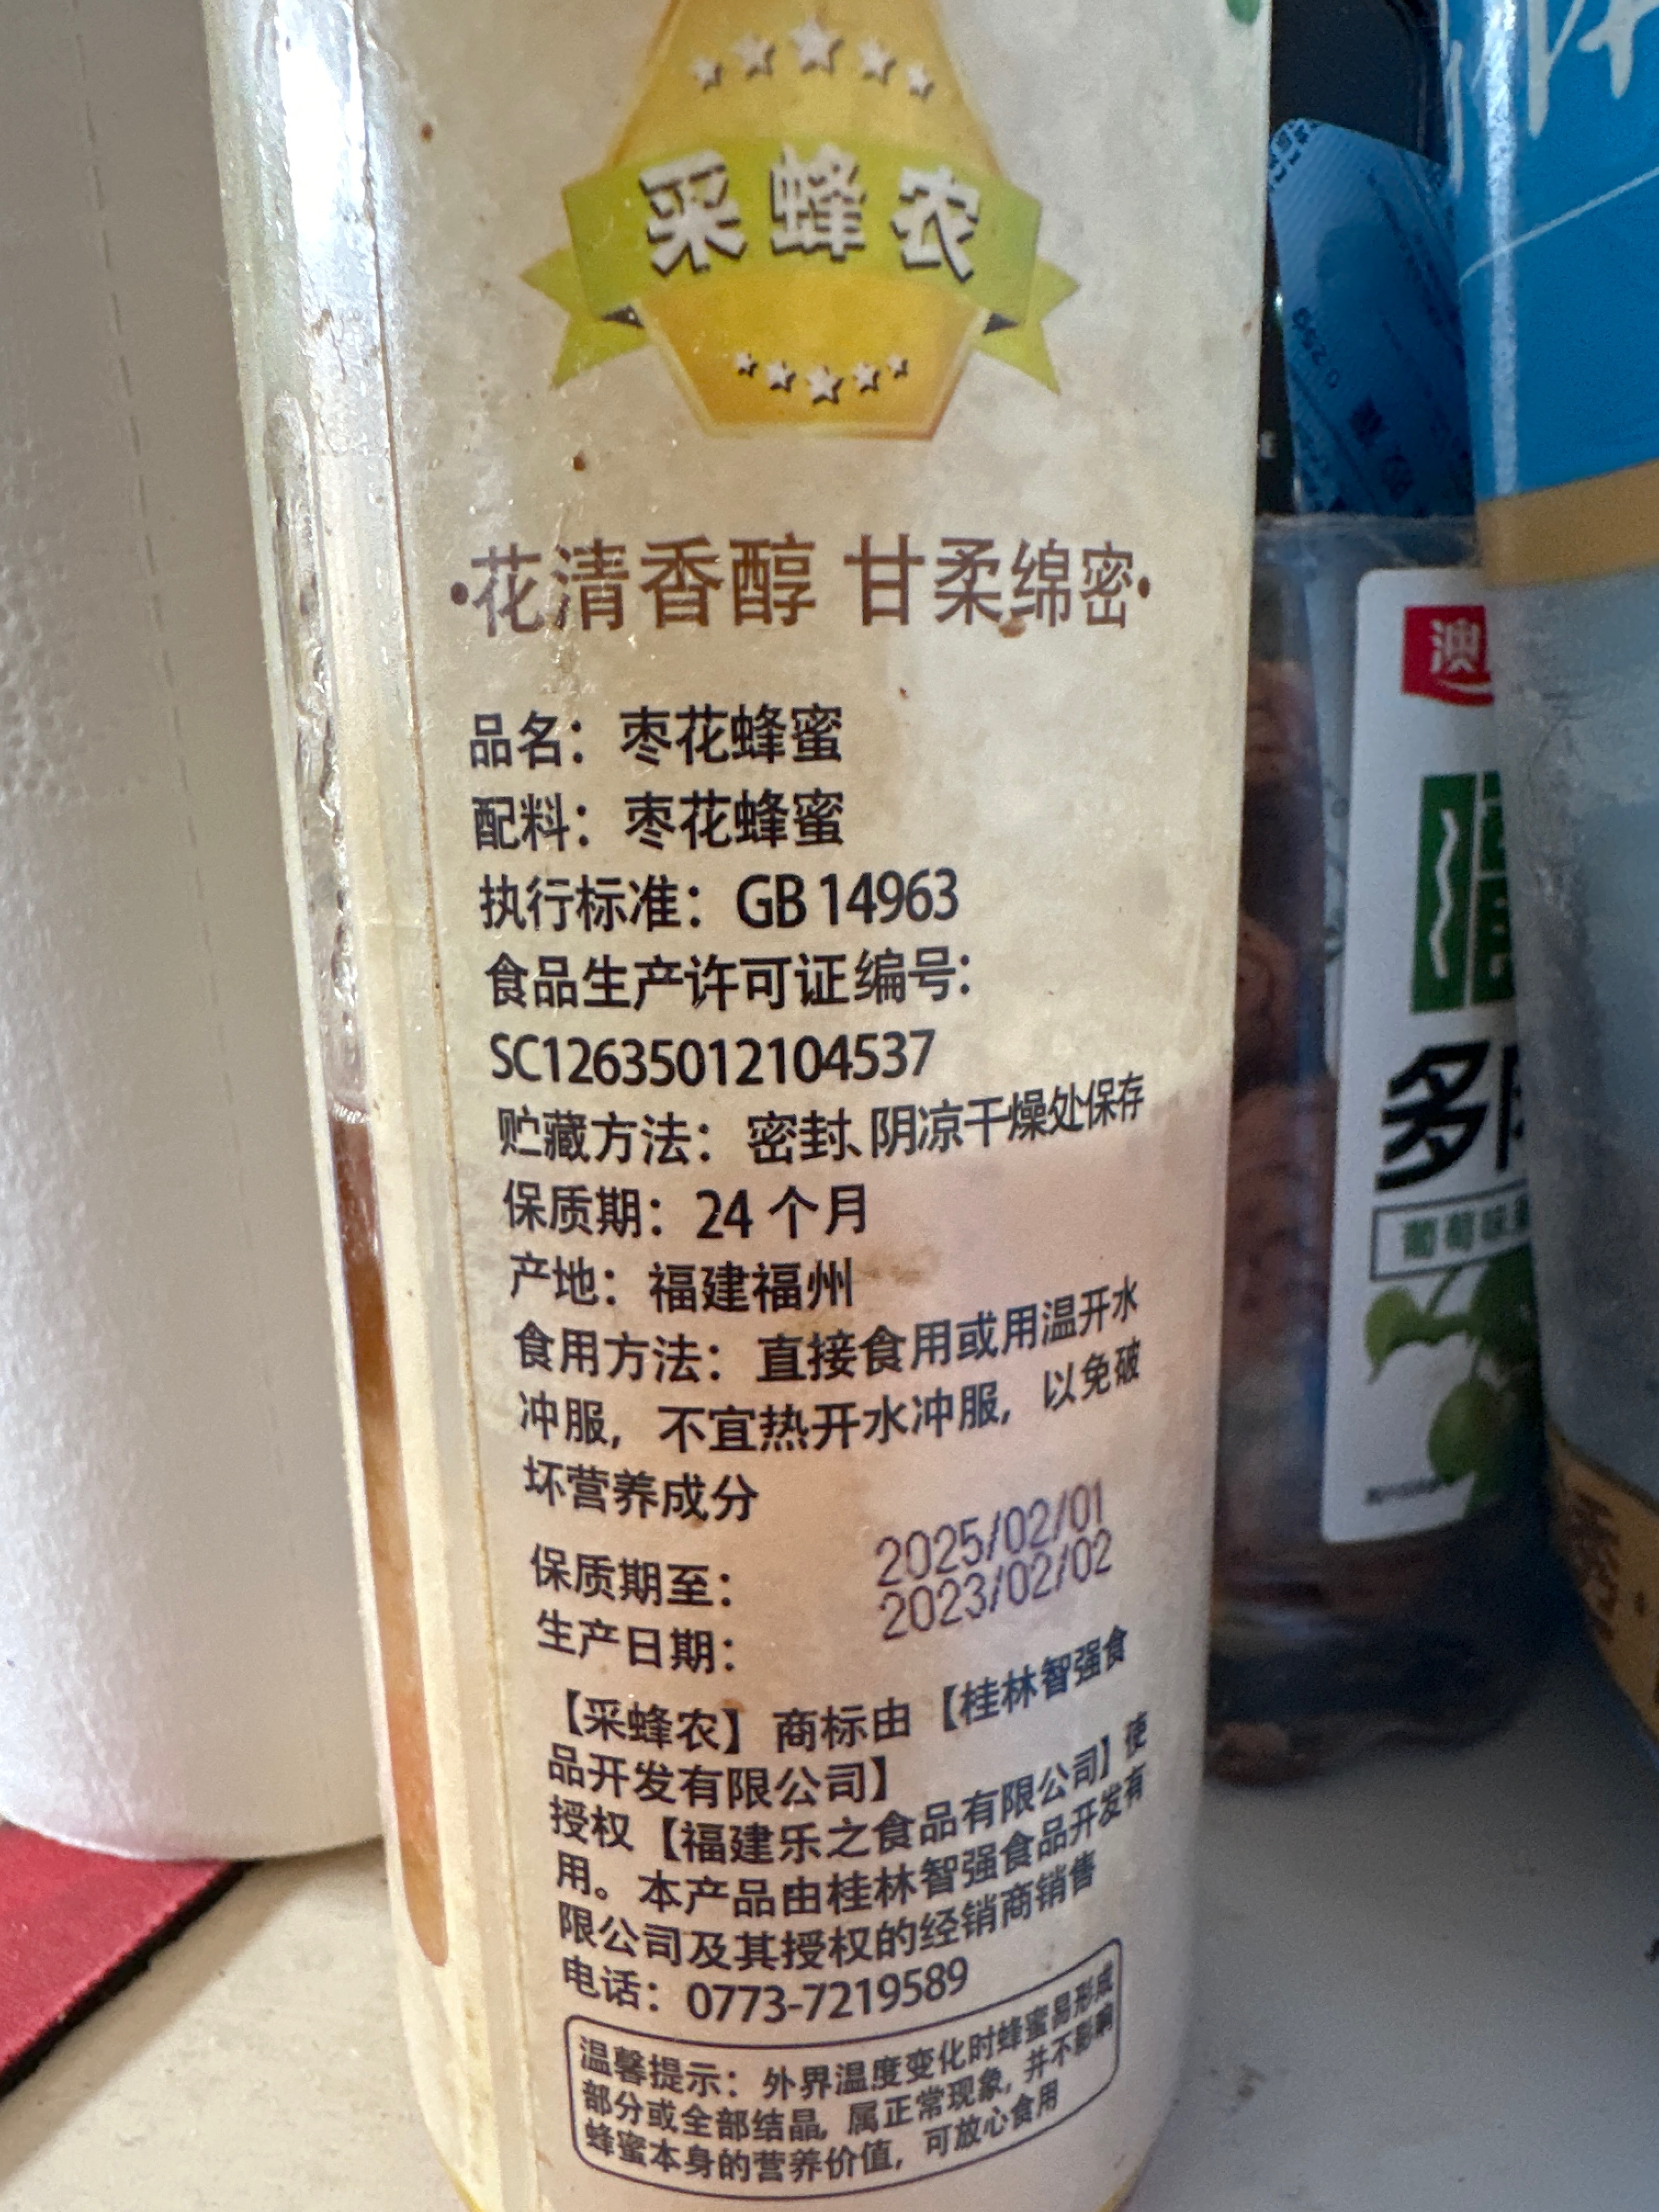 采蜂农
·花清香醇 甘柔绵密·
品名：枣花蜂蜜
配料：枣花蜂蜜
执行标准：GB 14963
食品生产许可证编号：
SC12635012104537
贮藏方法：密封、阴凉干燥处保存
保质期：24个月
产地：福建福州
食用方法：直接食用或用温开水
冲服，不宜热开水冲服，以免破
坏营养成分
保质期至：2025/02/01
生产日期：2023/02/02
【采蜂农】商标由【桂林智强食
品开发有限公司】
授权【福建乐之食品有限公司】使
用。本产品由桂林智强食品开发有
限公司及其授权的经销商销售
电话：0773-7219589
温馨提示：外界温度变化时蜂蜜易形成
部分或全部结晶，属正常现象，并不影响
蜂蜜本身的营养价值，可放心食用
澳
多
葡萄味